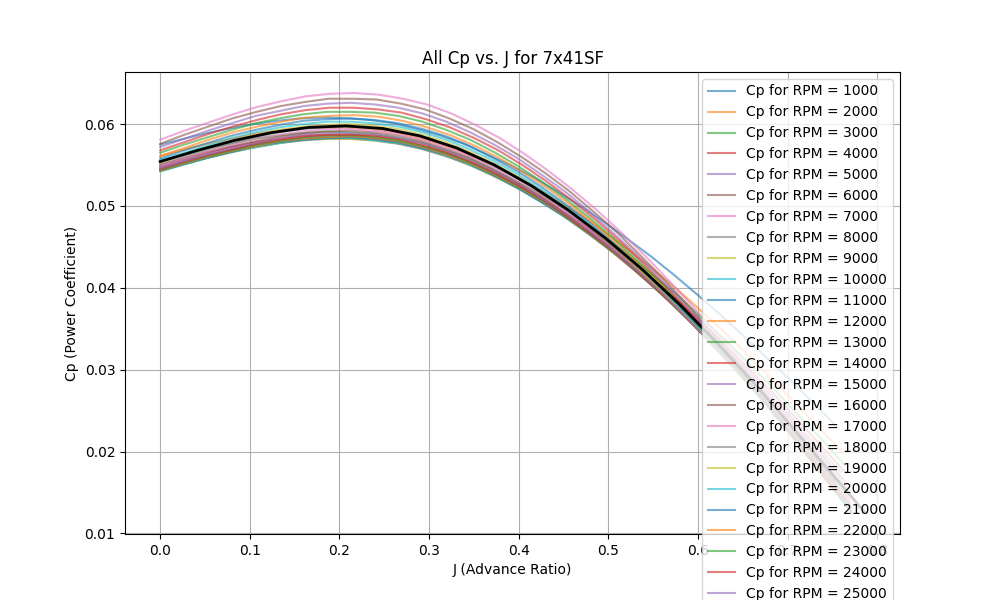 All Cp vs. J for 7x41SF
Cp (Power Coefficient)
0.06
0.05
0.04
0.03
0.02
0.01
0.0 0.1 0.2 0.3 0.4 0.5 0.6
J (Advance Ratio)
Cp for RPM = 1000
Cp for RPM = 2000
Cp for RPM = 3000
Cp for RPM = 4000
Cp for RPM = 5000
Cp for RPM = 6000
Cp for RPM = 7000
Cp for RPM = 8000
Cp for RPM = 9000
Cp for RPM = 10000
Cp for RPM = 11000
Cp for RPM = 12000
Cp for RPM = 13000
Cp for RPM = 14000
Cp for RPM = 15000
Cp for RPM = 16000
Cp for RPM = 17000
Cp for RPM = 18000
Cp for RPM = 19000
Cp for RPM = 20000
Cp for RPM = 21000
Cp for RPM = 22000
Cp for RPM = 23000
Cp for RPM = 24000
Cp for RPM = 25000